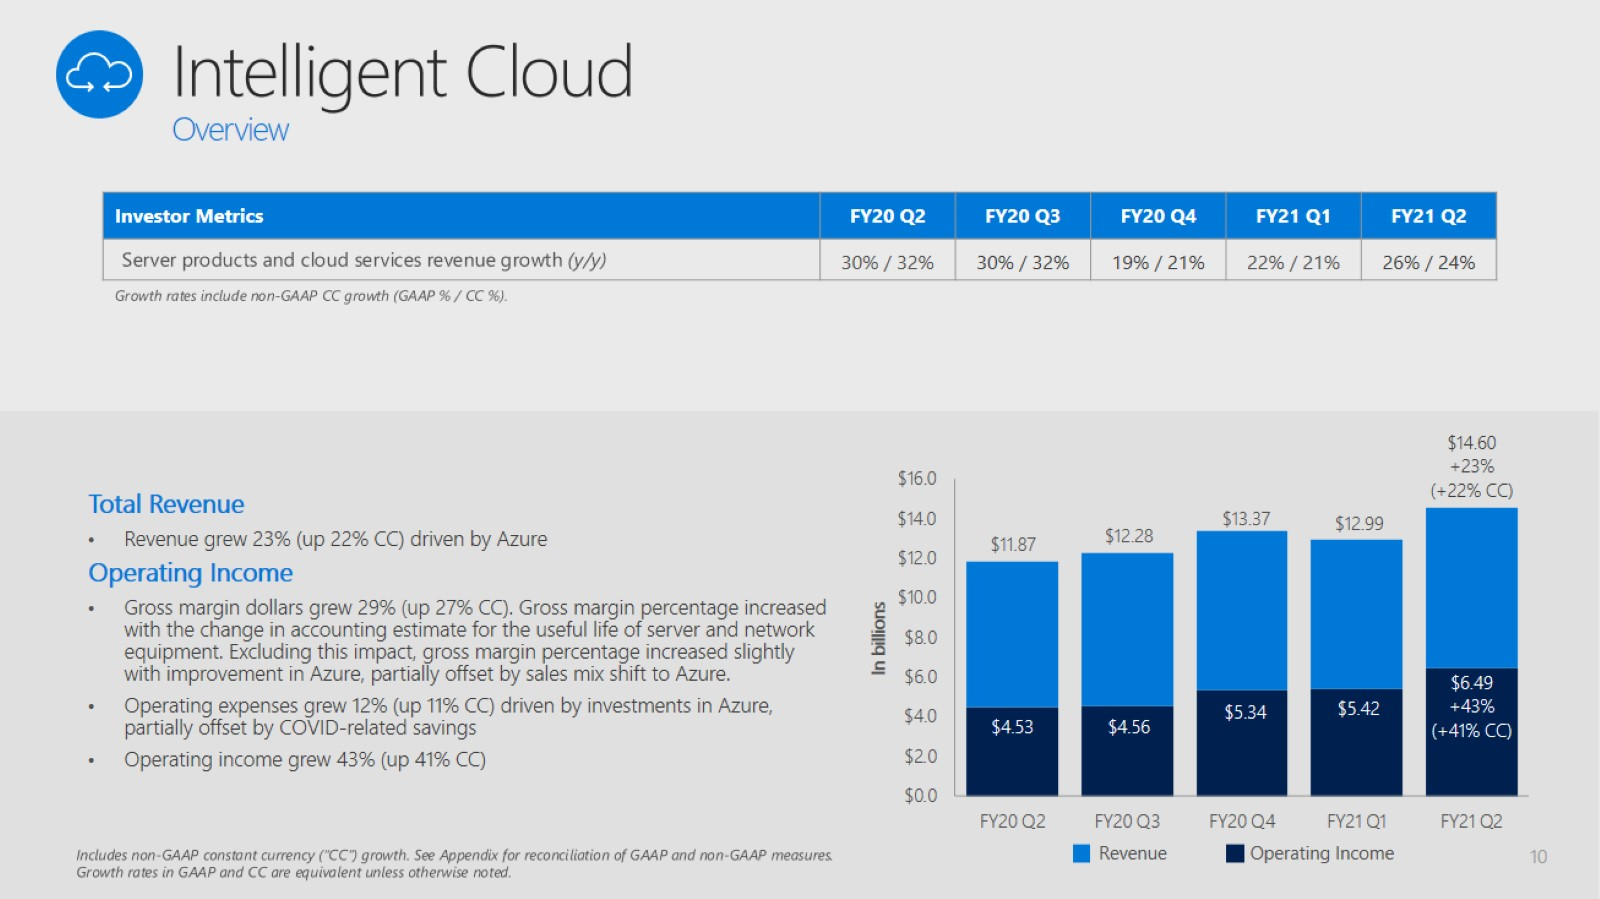 Intelligent Cloud
Overview
Investor Metrics FY20 Q2 FY20 Q3 FY20 Q4 FY21 Q1 FY21 Q2
Server products and cloud services revenue growth (y/y) 30% / 32% 30% / 32% 19% / 21% 22% / 21% 26% / 24%
Growth rates include non-GAAP CC growth (GAAP % / CC %).
Total Revenue
• Revenue grew 23% (up 22% CC) driven by Azure
Operating Income
• Gross margin dollars grew 29% (up 27% CC). Gross margin percentage increased
with the change in accounting estimate for the useful life of server and network
equipment. Excluding this impact, gross margin percentage increased slightly
with improvement in Azure, partially offset by sales mix shift to Azure.
• Operating expenses grew 12% (up 11% CC) driven by investments in Azure,
partially offset by COVID-related savings
• Operating income grew 43% (up 41% CC)
In billions
$16.0
$14.0
$12.0
$10.0
$8.0
$6.0
$4.0
$2.0
$0.0
$11.87
$12.28
$13.37
$12.99
$14.60
+23%
(+22% CC)
$4.53
$4.56
$5.34
$5.42
$6.49
+43%
(+41% CC)
FY20 Q2 FY20 Q3 FY20 Q4 FY21 Q1 FY21 Q2
Revenue Operating Income
Includes non-GAAP constant currency ("CC") growth. See Appendix for reconciliation of GAAP and non-GAAP measures.
Growth rates in GAAP and CC are equivalent unless otherwise noted.
10